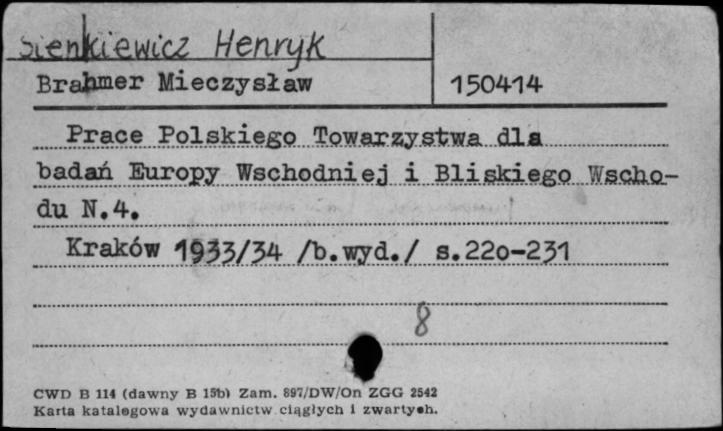 Sienkiewicz Henryk
Brahmer Mieczysław 150414
Prace Polskiego Towarzystwa dla
badań Europy Wschodniej i Bliskiego Wscho-
du N.4.
Kraków 1933/34 /b.wyd./ s.220-231
8
CWD B 114 (dawny B 15b) Zam. 897/DW/On ZGG 2542
Karta katalogowa wydawnictw ciągłych i zwartych.